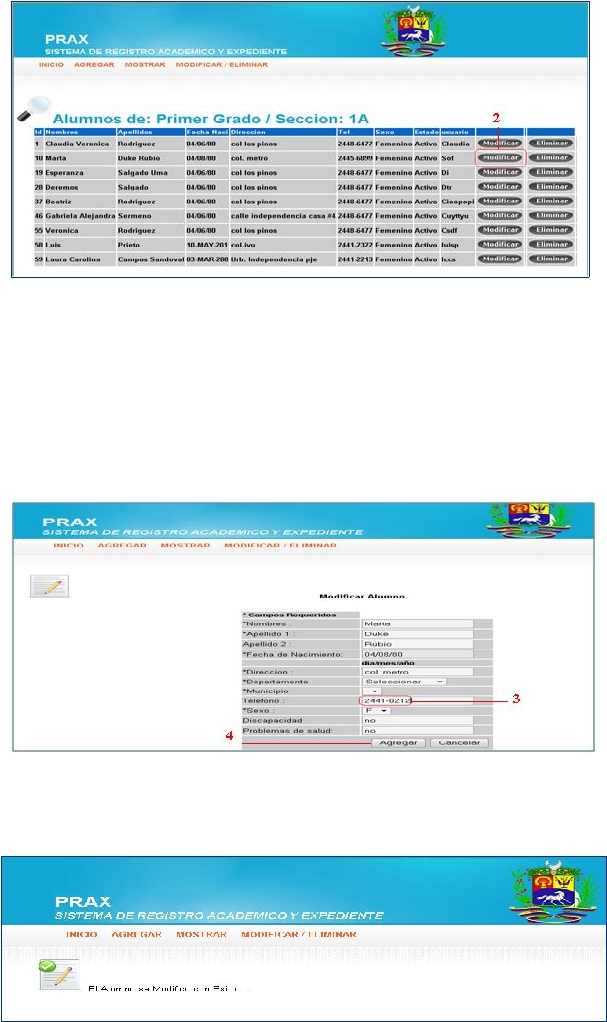 PRAX
SISTEMA DE REGISTRO ACADEMICO Y EXPEDIENTE
INICIO AGREGAR MOSTRAR MODIFICAR / ELIMINAR
Alumnos de: Primer Grado / Seccion: 1A
2
Id Nombres Apellidos Fecha Naci Direccion Tel Sexo Estado usuario
1 Claudia Veronica Rodriguez 04/06/80 col los pinos 2448-6477 Femenino Activo Claudia Modificar Eliminar
10 Marta Duke Rubio 04/08/80 col. metro 2445-6899 Femenino Activo Sof Modificar Eliminar
19 Esperanza Salgado Uma 04/06/80 col los pinos 2448-6477 Femenino Activo Di Modificar Eliminar
28 Deremos Salgado 04/06/80 col los pinos 2448-6477 Femenino Activo Dtr Modificar Eliminar
37 Beatriz Rodriguez 04/06/80 col los pinos 2448-6477 Femenino Activo Cioopopi Modificar Eliminar
46 Gabriela Alejandra Sermeno 04/06/80 calle independencia casa #4 2448-6477 Femenino Activo Cuyttyu Modificar Eliminar
55 Veronica Rodriguez 04/06/80 col los pinos 2448-6477 Femenino Activo Csdf Modificar Eliminar
58 Luis Prieto 10-MAY-201 col.ivu 2441-2322 Femenino Activo luisp Modificar Eliminar
59 Laura Carolina Campos Sandoval 03-MAR-200 Urb. Independencia pje 2441-2213 Femenino Activo lccs Modificar Eliminar
PRAX
SISTEMA DE REGISTRO ACADEMICO Y EXPEDIENTE
INICIO AGREGAR MOSTRAR MODIFICAR / ELIMINAR
Modificar Alumno
* Campos Requeridos
*Nombres : Marta
*Apellido 1 : Duke
Apellido 2 : Rubio
*Fecha de Nacimiento: 04/08/80
dia/mes/año
*Direccion : col. metro
*Departamento Seleccionar
*Municipio -
Telefono : 2441-0212
3
*Sexo : F
Discapacidad no
Problemas de salud: no
4
Agregar Cancelar
PRAX
SISTEMA DE REGISTRO ACADEMICO Y EXPEDIENTE
INICIO AGREGAR MOSTRAR MODIFICAR / ELIMINAR
El Alumno se